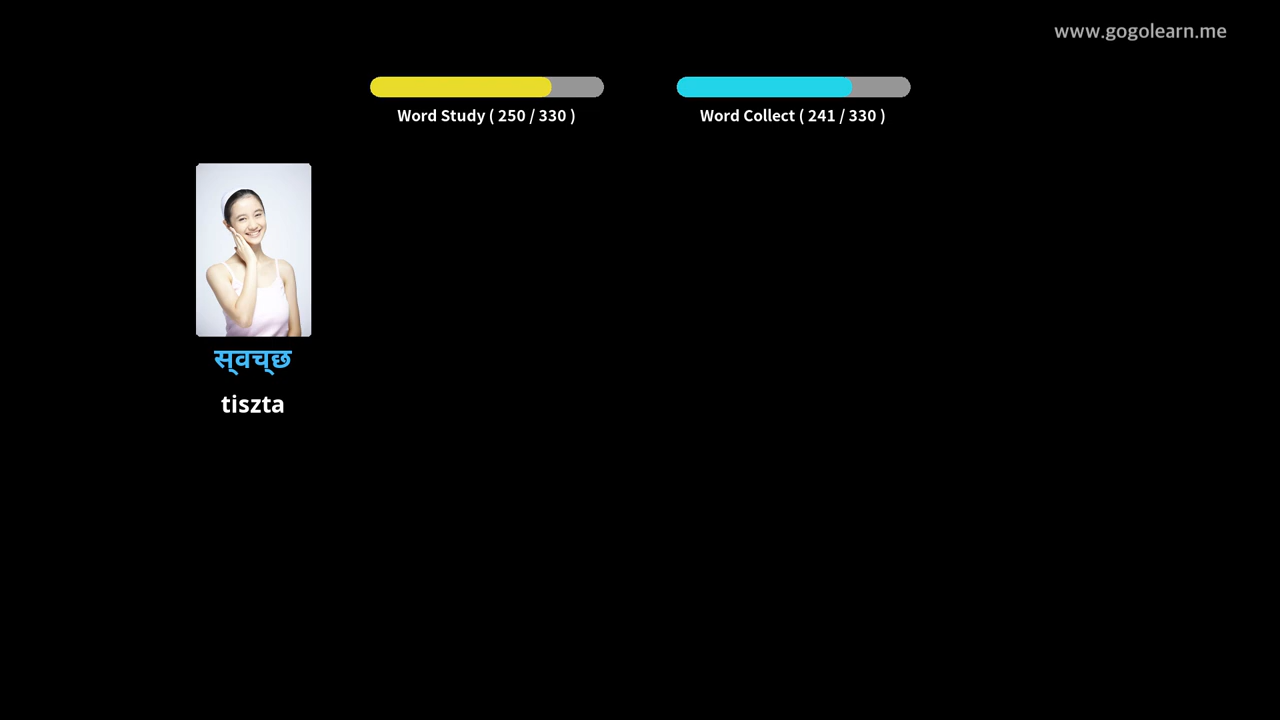 www.gogolearn.me
Word Study ( 250 / 330 )
Word Collect ( 241 / 330 )
स्‌वच्‌छ
tiszta